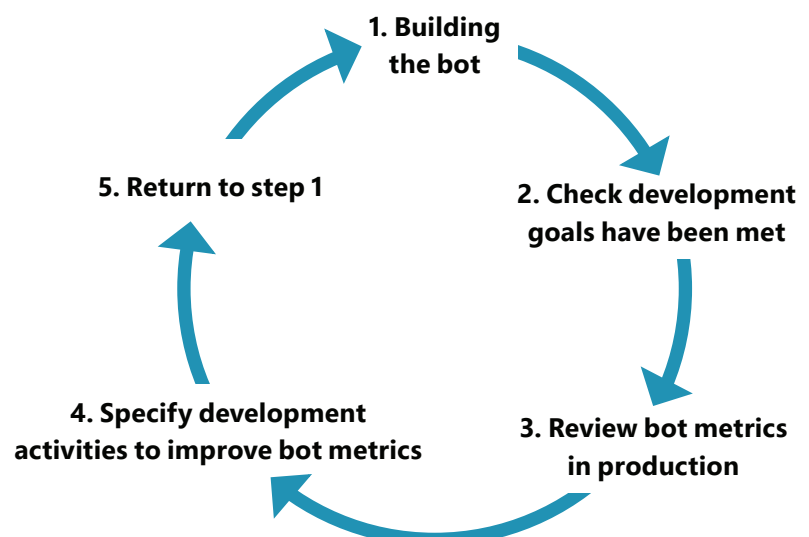 1. Building
the bot
2. Check development
goals have been met
3. Review bot metrics
in production
4. Specify development
activities to improve bot metrics
5. Return to step 1